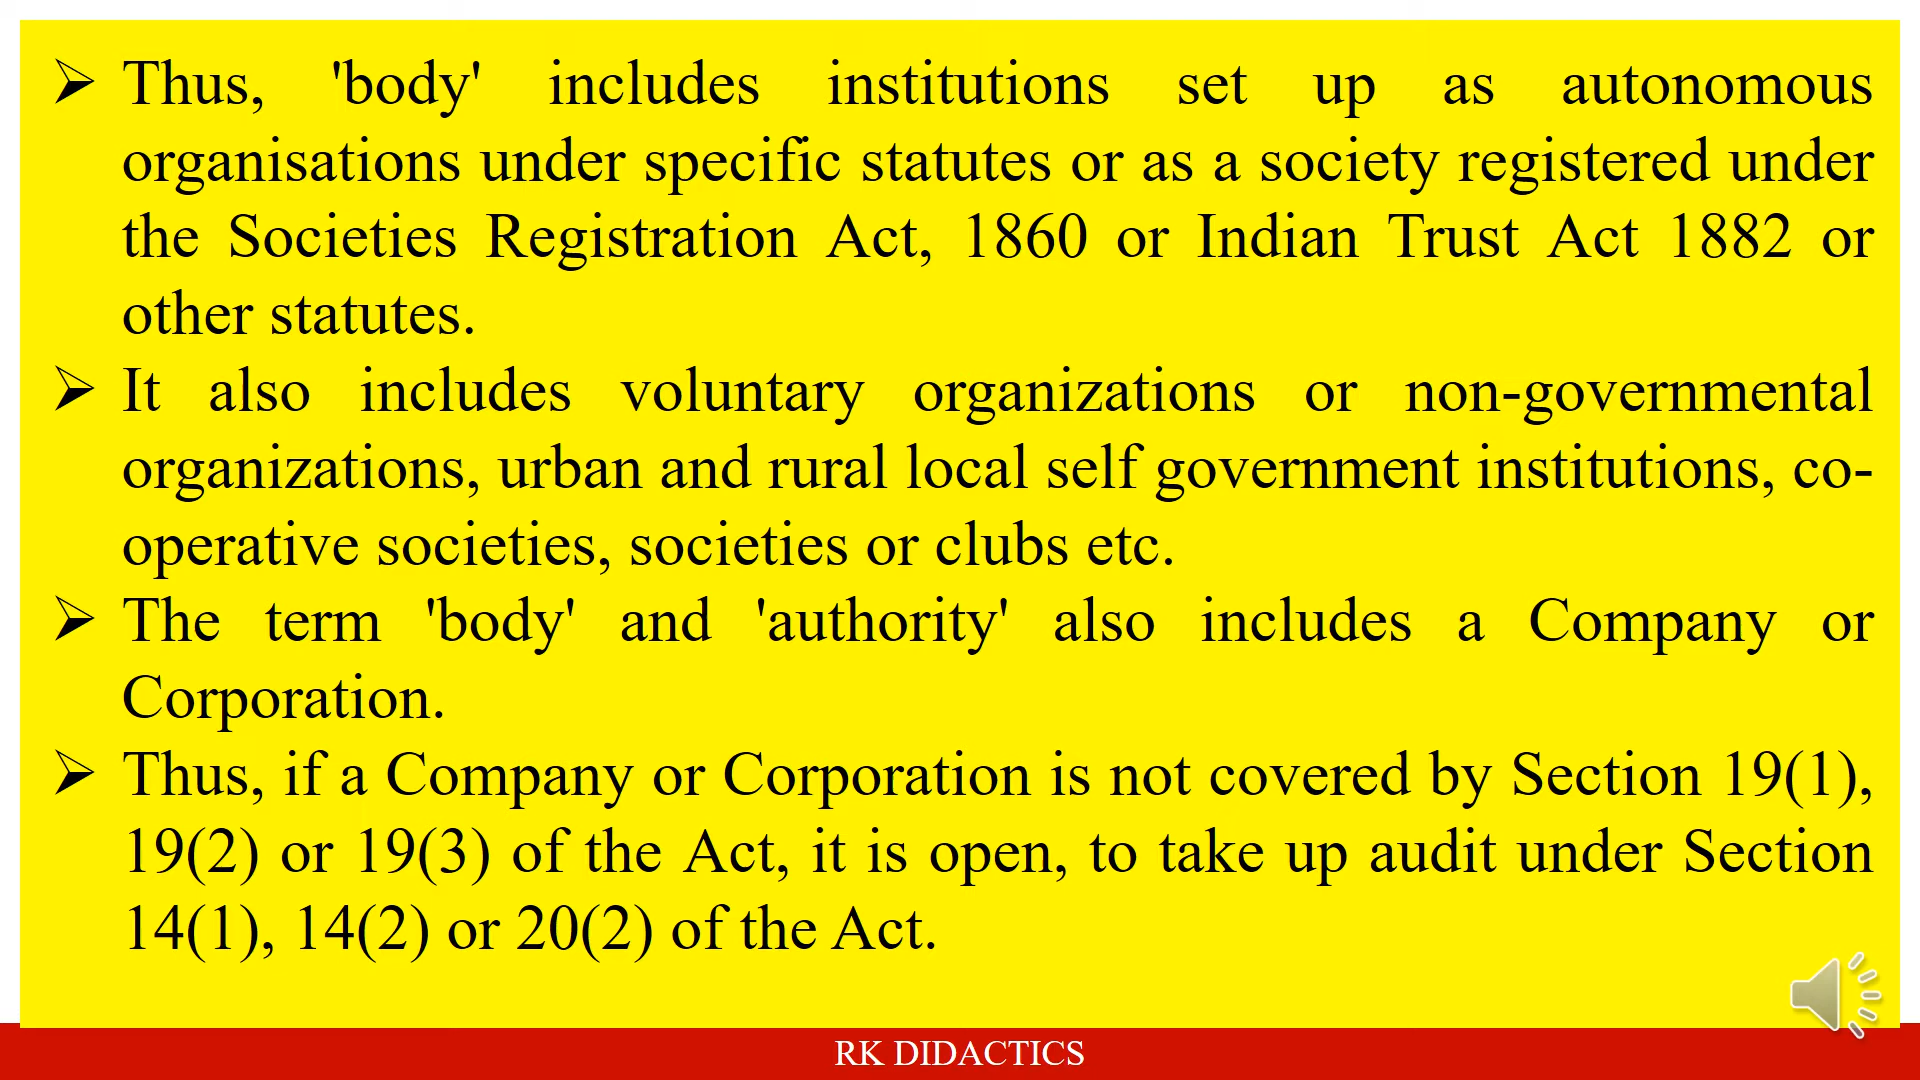 Thus, 'body' includes institutions set up as autonomous
organisations under specific statutes or as a society registered under
the Societies Registration Act, 1860 or Indian Trust Act 1882 or
other statutes.
It also includes voluntary organizations or non-governmental
organizations, urban and rural local self government institutions, co-
operative societies, societies or clubs etc.
The term 'body' and 'authority' also includes a Company or
Corporation.
Thus, if a Company or Corporation is not covered by Section 19(1),
19(2) or 19(3) of the Act, it is open, to take up audit under Section
14(1), 14(2) or 20(2) of the Act.
RK DIDACTICS